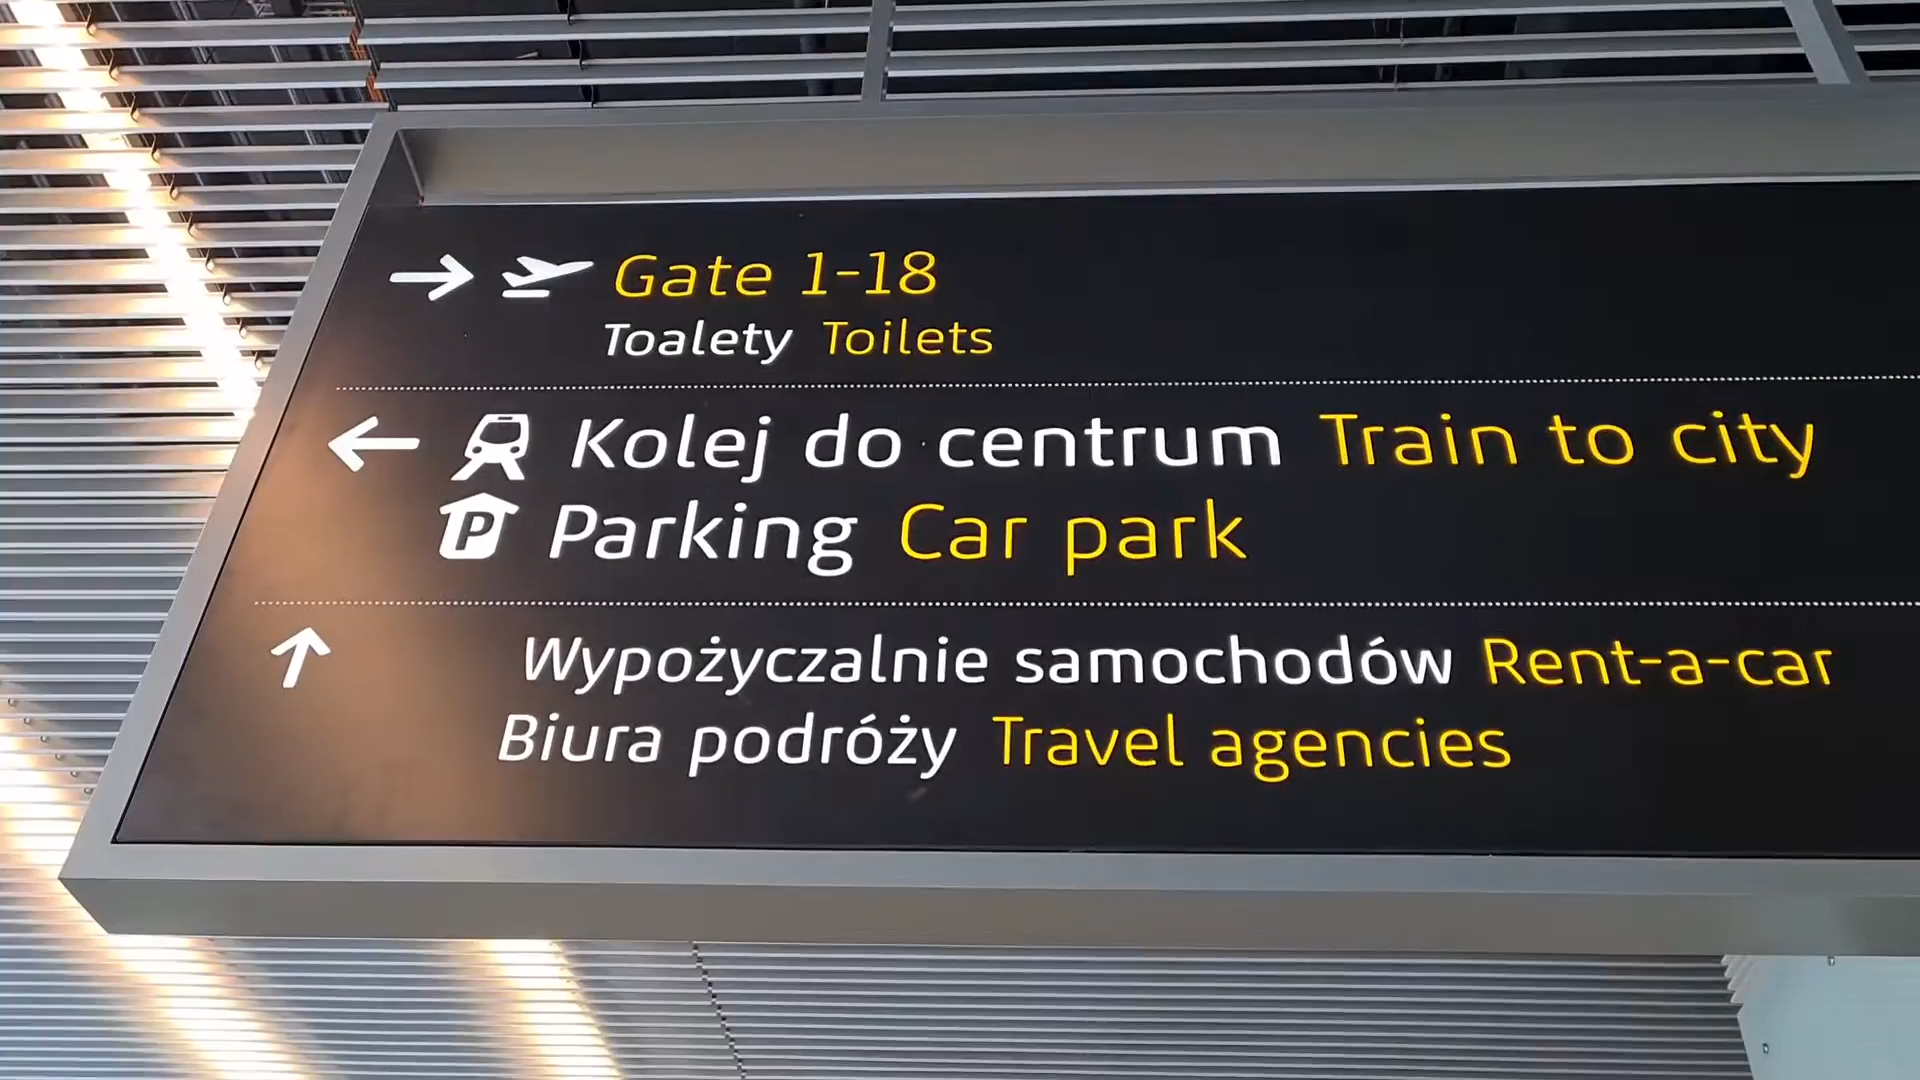 Gate 1-18
Toalety Toilets
Kolej do centrum Train to city
P Parking Car park
Wypożyczalnie samochodów Rent-a-car
Biura podróży Travel agencies